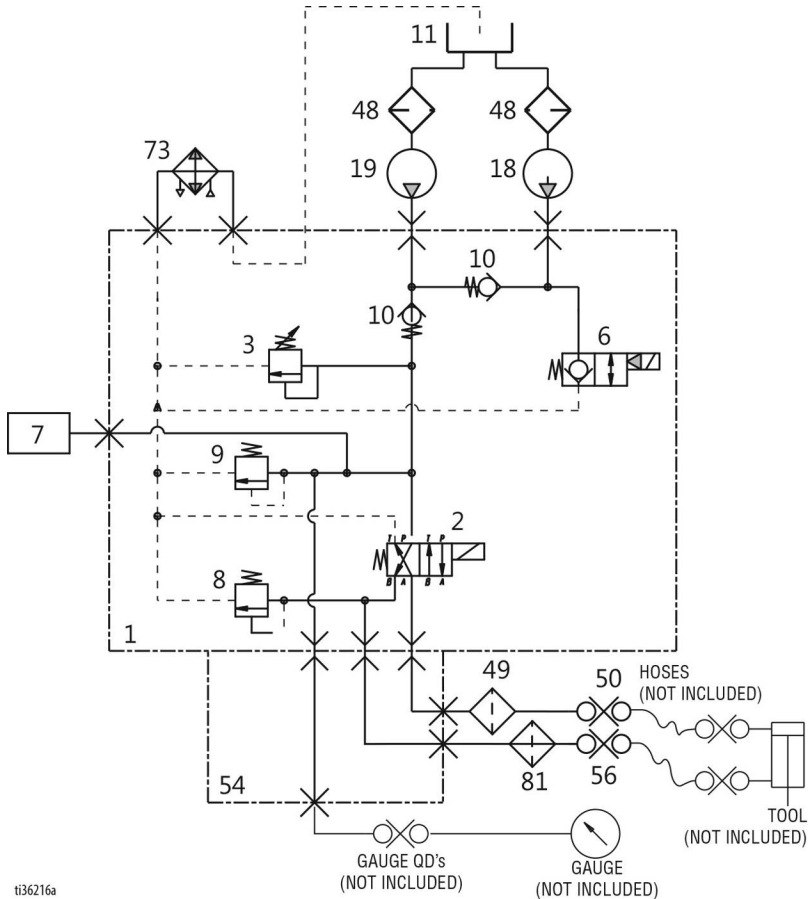 11
48
48
73
19
18
10
10
6
3
7
9
2
T P T P
B A B A
8
1
49
50
HOSES
(NOT INCLUDED)
54
81
56
TOOL
(NOT INCLUDED)
GAUGE QD's
(NOT INCLUDED)
GAUGE
(NOT INCLUDED)
ti36216a